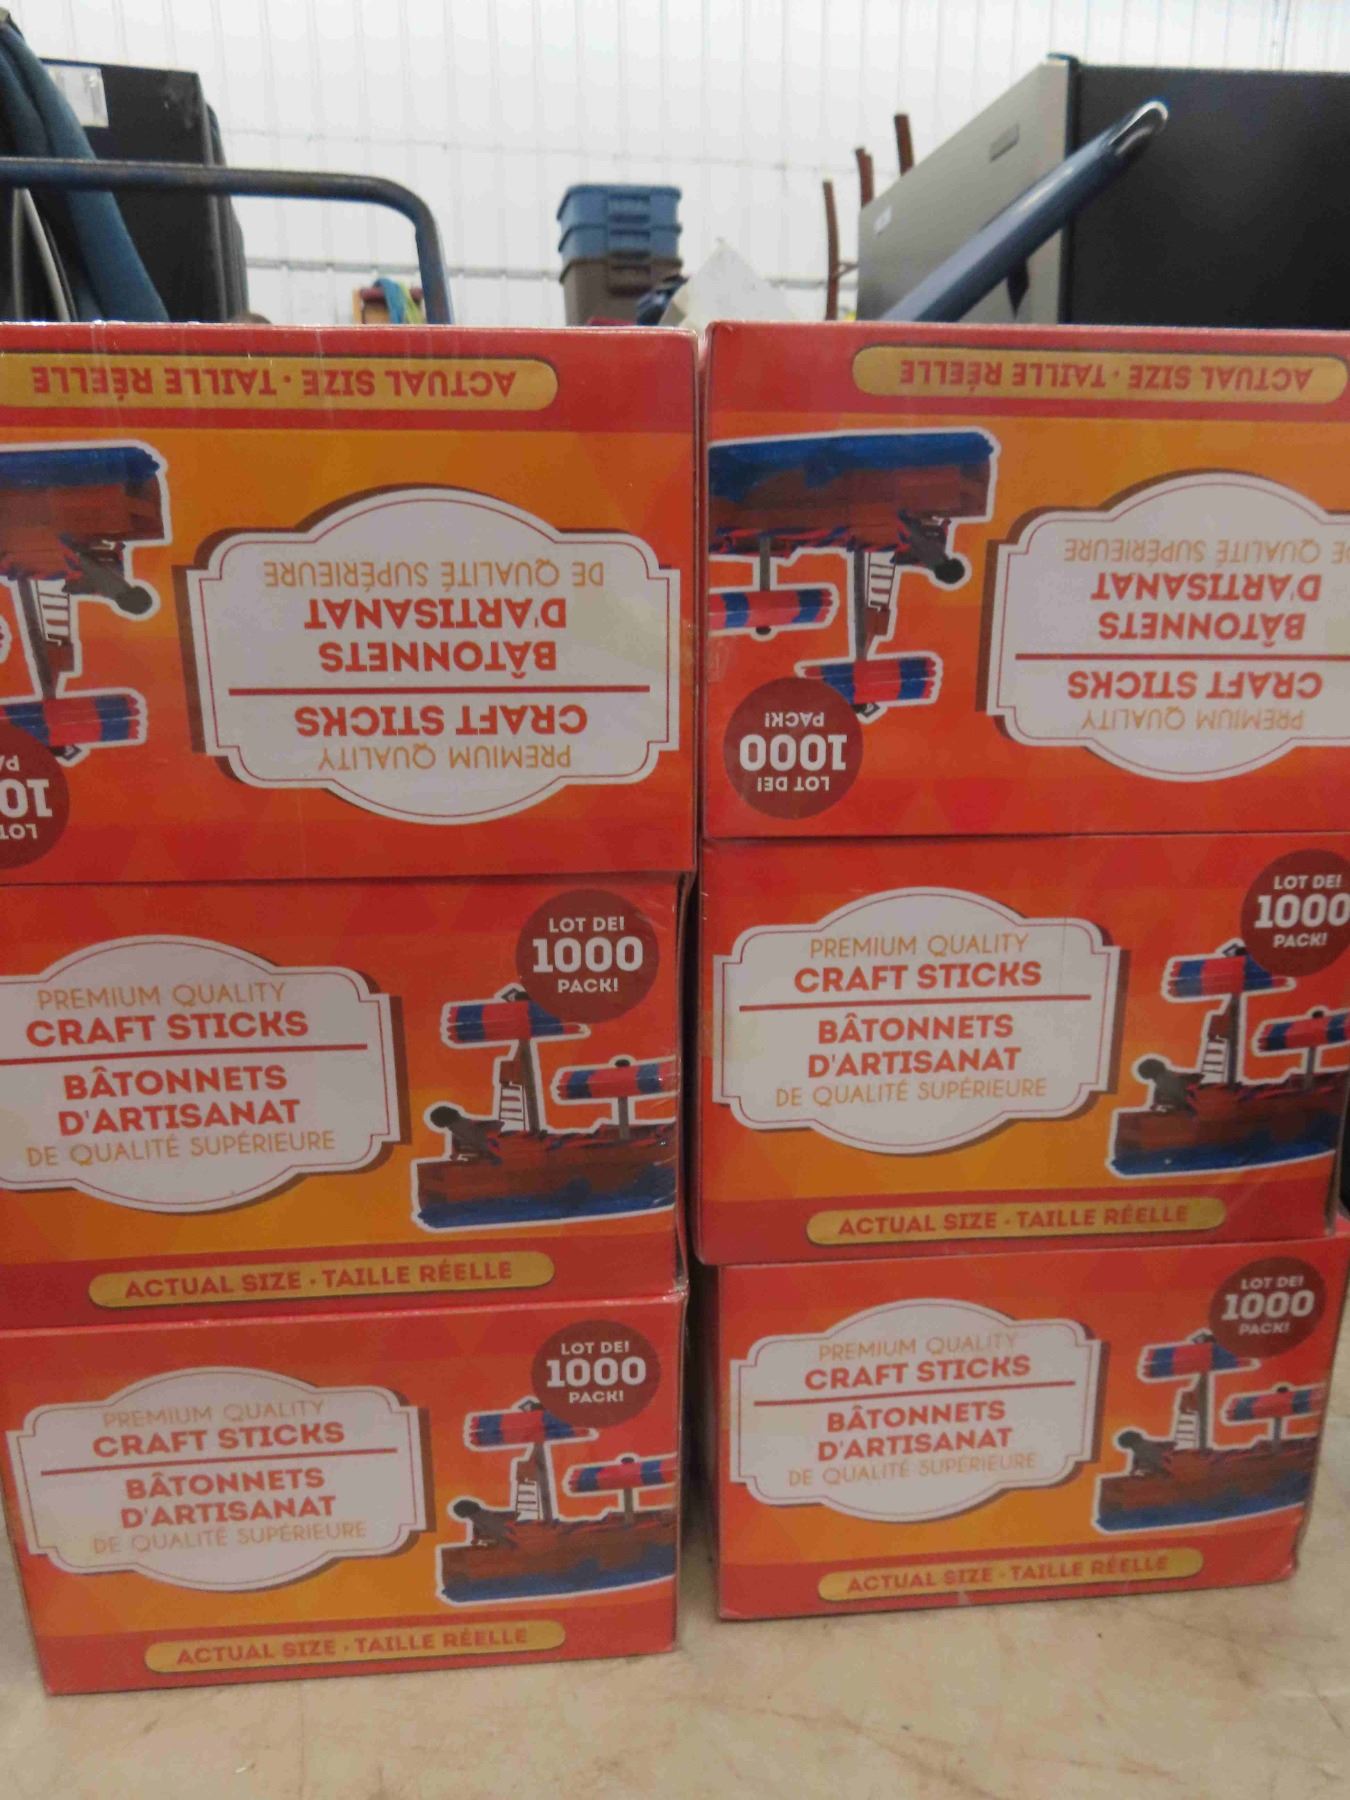 ACTUAL SIZE · TAILLE RÉELLE
LOT
10
PREMIUM QUALITY
CRAFT STICKS
BÂTONNETS
D'ARTISANAT
DE QUALITÉ SUPÉRIEURE
ACTUAL SIZE · TAILLE RÉELLE
LOT DE!
1000
PACK!
PREMIUM QUALITY
CRAFT STICKS
BÂTONNETS
D'ARTISANAT
DE QUALITÉ SUPÉRIEURE
LOT DE!
1000
PACK!
PREMIUM QUALITY
CRAFT STICKS
BÂTONNETS
D'ARTISANAT
DE QUALITÉ SUPÉRIEURE
ACTUAL SIZE · TAILLE RÉELLE
LOT DE!
1000
PACK!
PREMIUM QUALITY
CRAFT STICKS
BÂTONNETS
D'ARTISANAT
DE QUALITÉ SUPÉRIEURE
ACTUAL SIZE · TAILLE RÉELLE
LOT DE!
1000
PACK!
PREMIUM QUALITY
CRAFT STICKS
BÂTONNETS
D'ARTISANAT
DE QUALITÉ SUPÉRIEURE
ACTUAL SIZE · TAILLE RÉELLE
LOT DE!
1000
PACK!
PREMIUM QUALITY
CRAFT STICKS
BÂTONNETS
D'ARTISANAT
DE QUALITÉ SUPÉRIEURE
ACTUAL SIZE · TAILLE RÉELLE